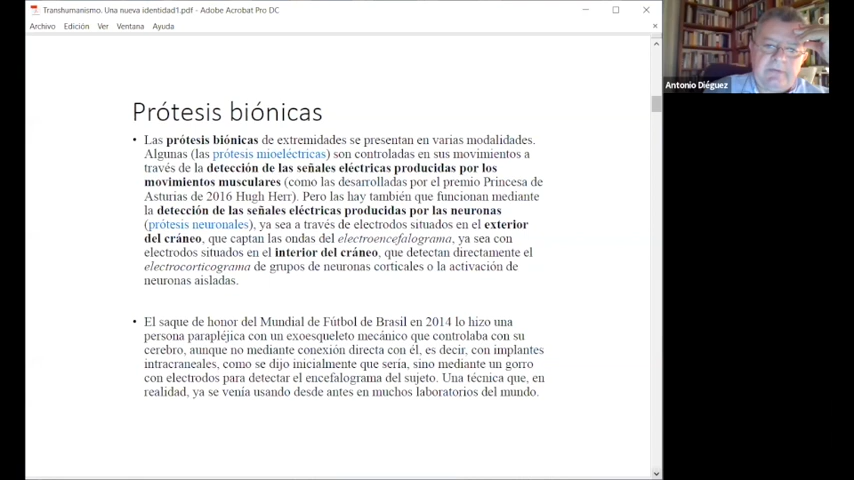 Transhumanismo. Una nueva identidad1.pdf - Adobe Acrobat Pro DC
Archivo Edición Ver Ventana Ayuda
Prótesis biónicas
• Las prótesis biónicas de extremidades se presentan en varias modalidades.
Algunas (las prótesis mioeléctricas) son controladas en sus movimientos a
través de la detección de las señales eléctricas producidas por los
movimientos musculares (como las desarrolladas por el premio Princesa de
Asturias de 2016 Hugh Herr). Pero las hay también que funcionan mediante
la detección de las señales eléctricas producidas por las neuronas
(prótesis neuronales), ya sea a través de electrodos situados en el exterior
del cráneo, que captan las ondas del electroencefalograma, ya sea con
electrodos situados en el interior del cráneo, que detectan directamente el
electrocorticograma de grupos de neuronas corticales o la activación de
neuronas aisladas.
• El saque de honor del Mundial de Fútbol de Brasil en 2014 lo hizo una
persona parapléjica con un exoesqueleto mecánico que controlaba con su
cerebro, aunque no mediante conexión directa con él, es decir, con implantes
intracraneales, como se dijo inicialmente que sería, sino mediante un gorro
con electrodos para detectar el encefalograma del sujeto. Una técnica que, en
realidad, ya se venía usando desde antes en muchos laboratorios del mundo.
Antonio Diéguez